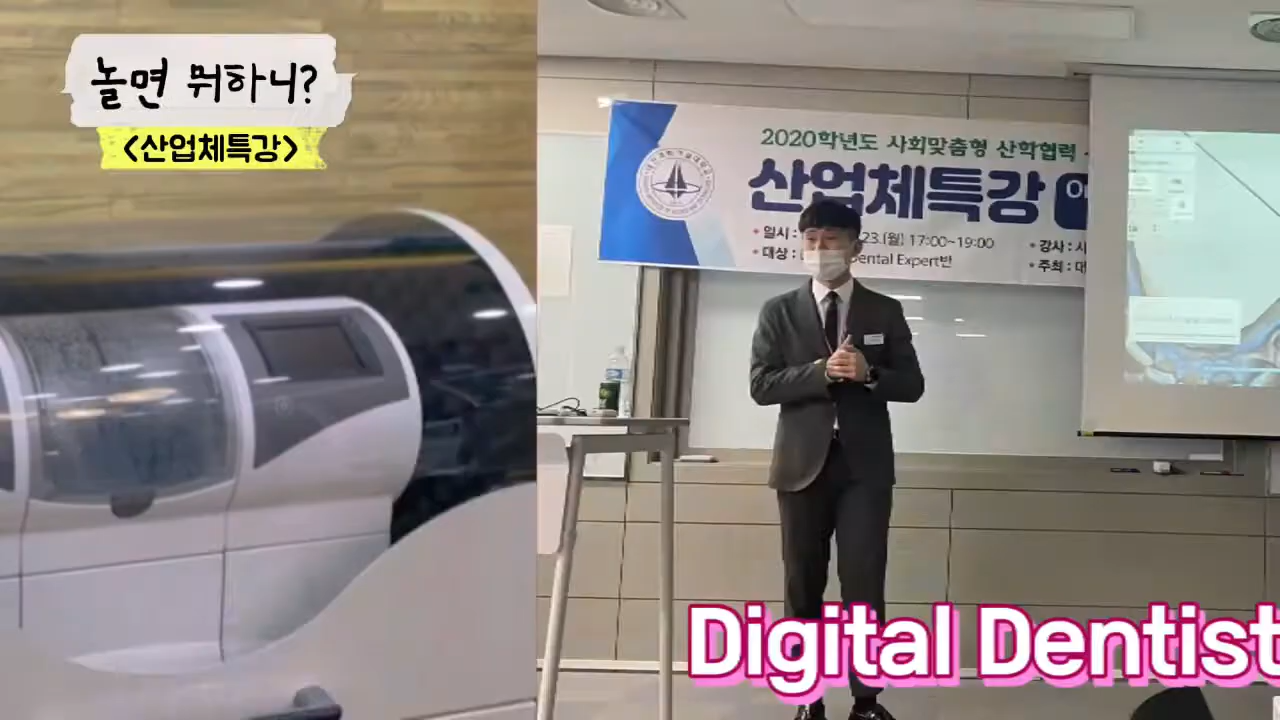 놀면 뭐하니?
<산업체특강>
2020학년도 사회맞춤형 산학협력
산업체특강
• 일시 : 23.(월) 17:00~19:00
• 강사 :
• 대상 : Dental Expert반
• 주최 :
Digital Dentist